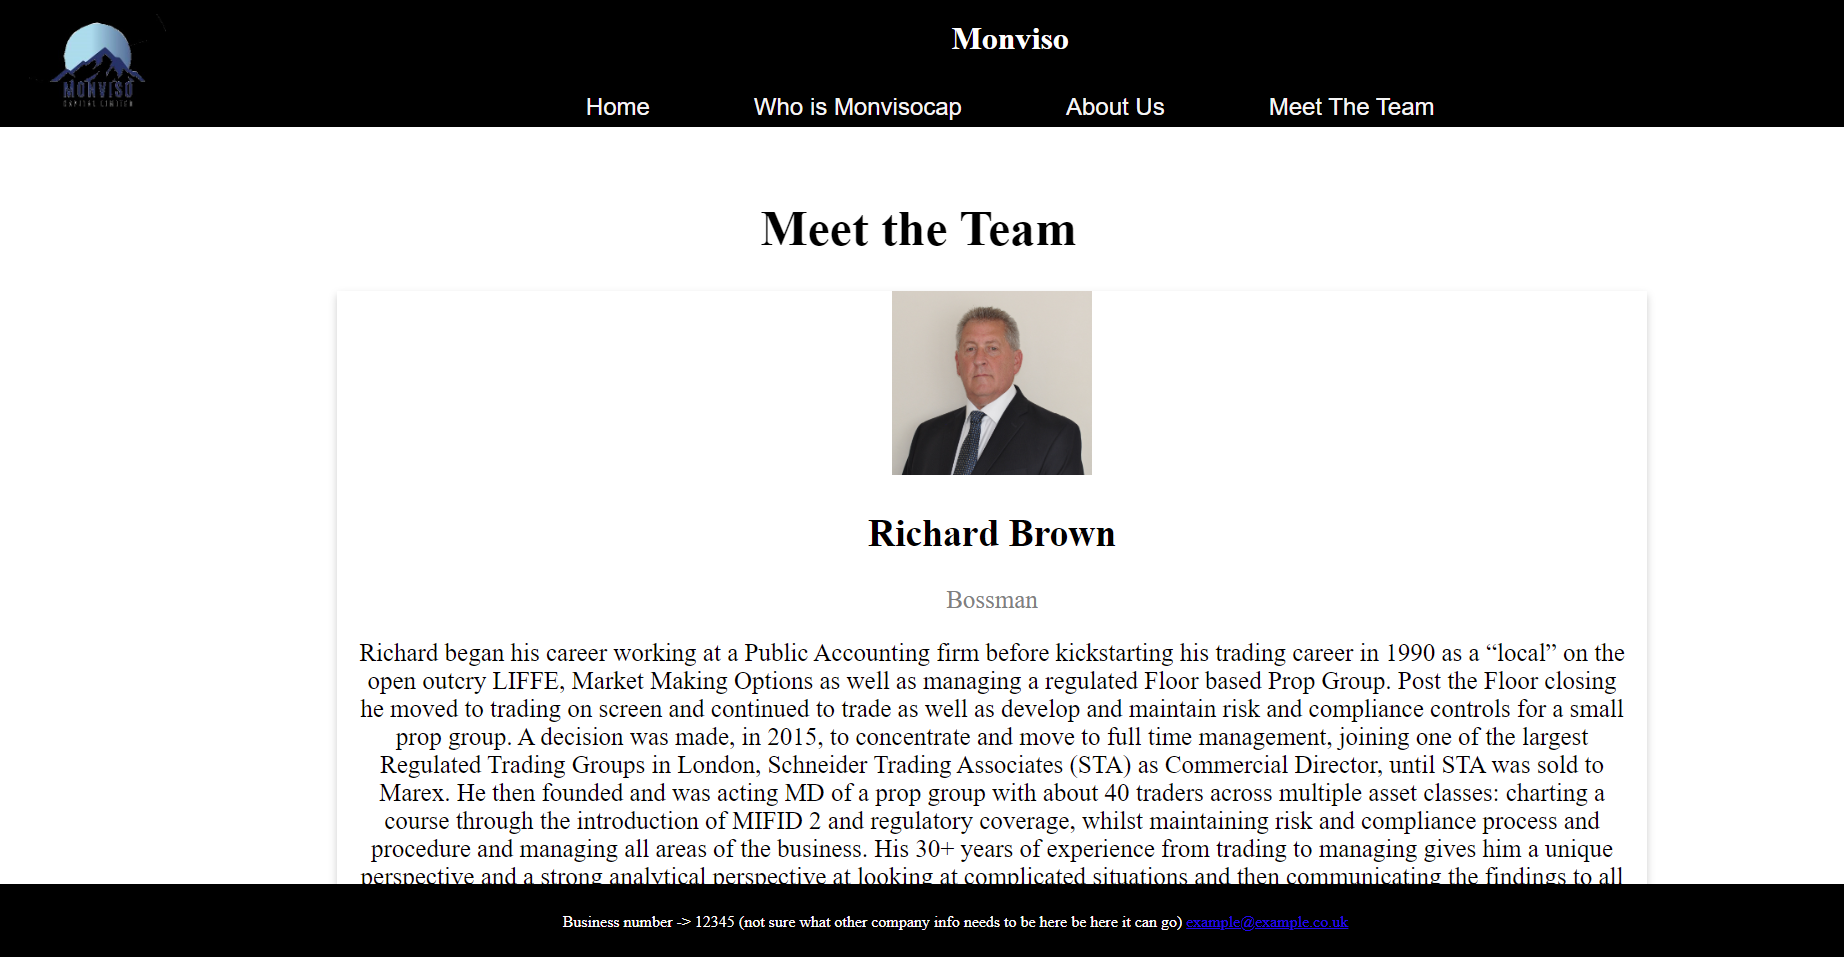 MONVISO
CAPITAL LIMITED
Monviso
Home Who is Monvisocap About Us Meet The Team
Meet the Team
Richard Brown
Bossman
Richard began his career working at a Public Accounting firm before kickstarting his trading career in 1990 as a “local” on the
open outcry LIFFE, Market Making Options as well as managing a regulated Floor based Prop Group. Post the Floor closing
he moved to trading on screen and continued to trade as well as develop and maintain risk and compliance controls for a small
prop group. A decision was made, in 2015, to concentrate and move to full time management, joining one of the largest
Regulated Trading Groups in London, Schneider Trading Associates (STA) as Commercial Director, until STA was sold to
Marex. He then founded and was acting MD of a prop group with about 40 traders across multiple asset classes: charting a
course through the introduction of MIFID 2 and regulatory coverage, whilst maintaining risk and compliance process and
procedure and managing all areas of the business. His 30+ years of experience from trading to managing gives him a unique
perspective and a strong analytical perspective at looking at complicated situations and then communicating the findings to all
Business number -> 12345 (not sure what other company info needs to be here be here it can go) example@example.co.uk